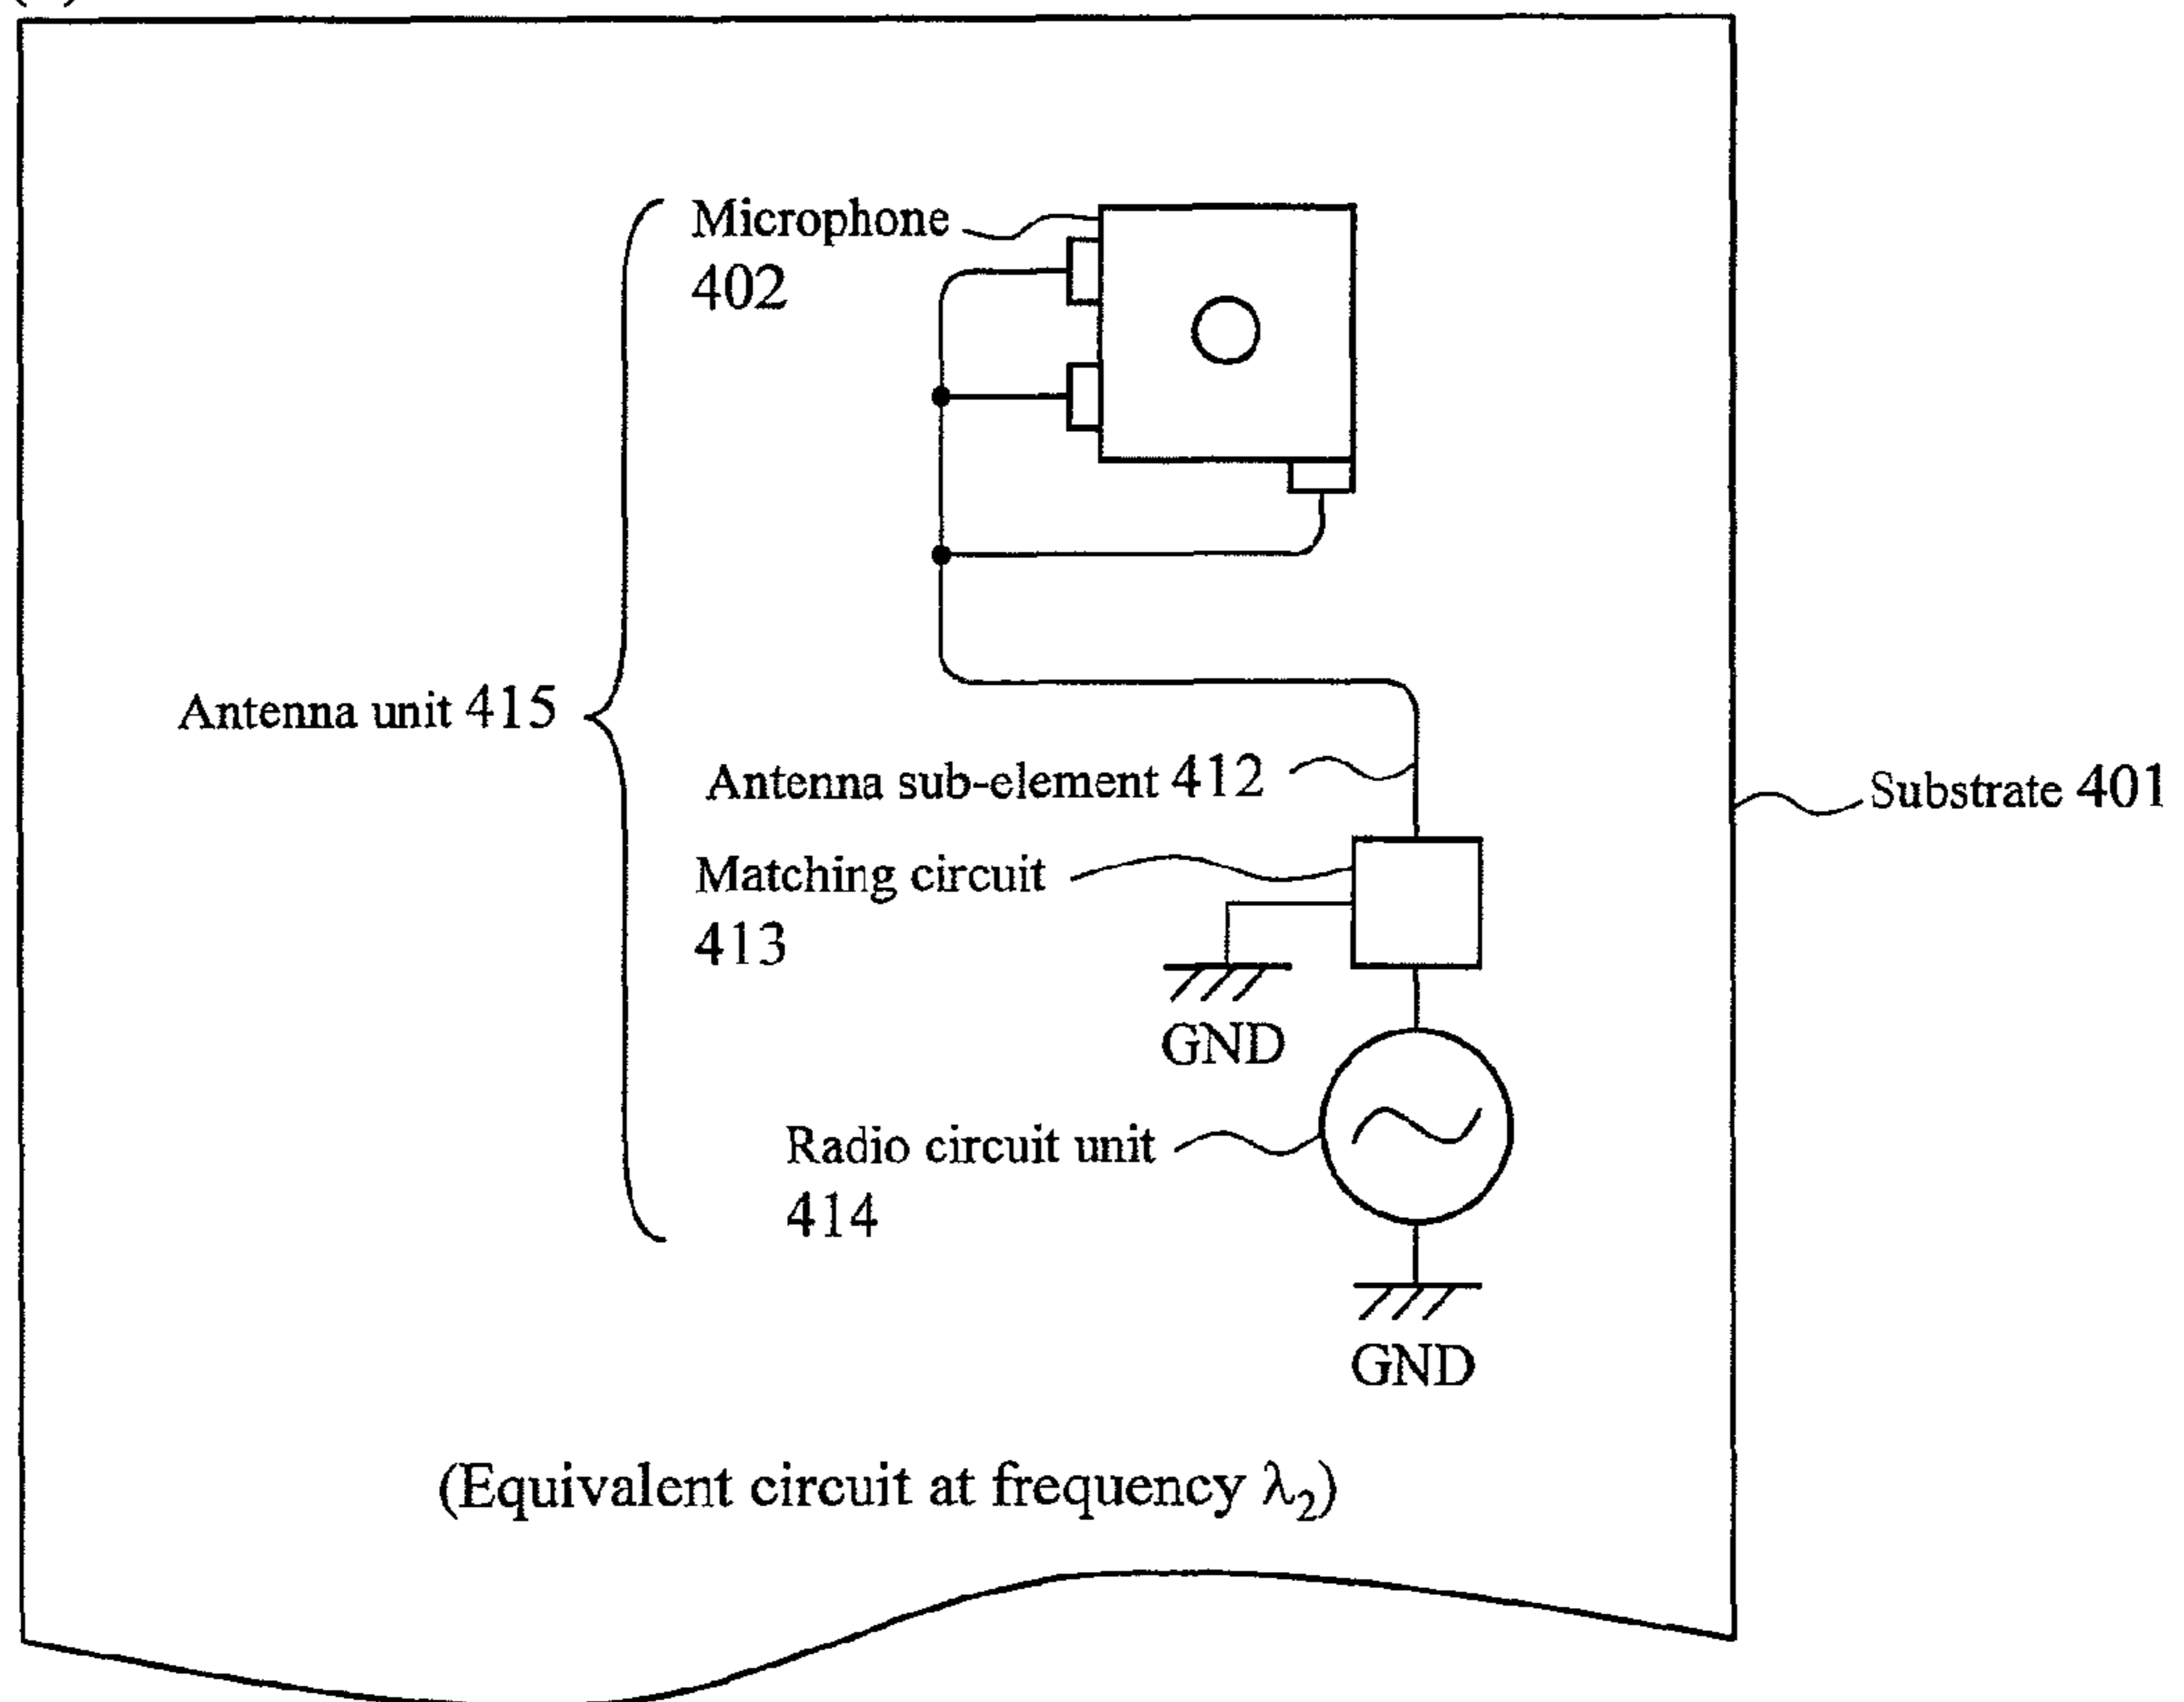 Microphone
402
Antenna unit 415
Antenna sub-element 412
Substrate 401
Matching circuit
413
GND
Radio circuit unit
414
GND
(Equivalent circuit at frequency λ₂)